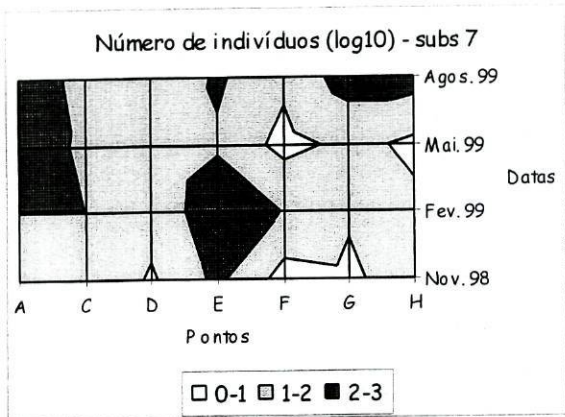 Número de indivíduos (log10) - subs 7
Agos. 99
Mai. 99
Datas
Fev. 99
Nov. 98
A C D E F G H
Pontos
0-1 1-2 2-3